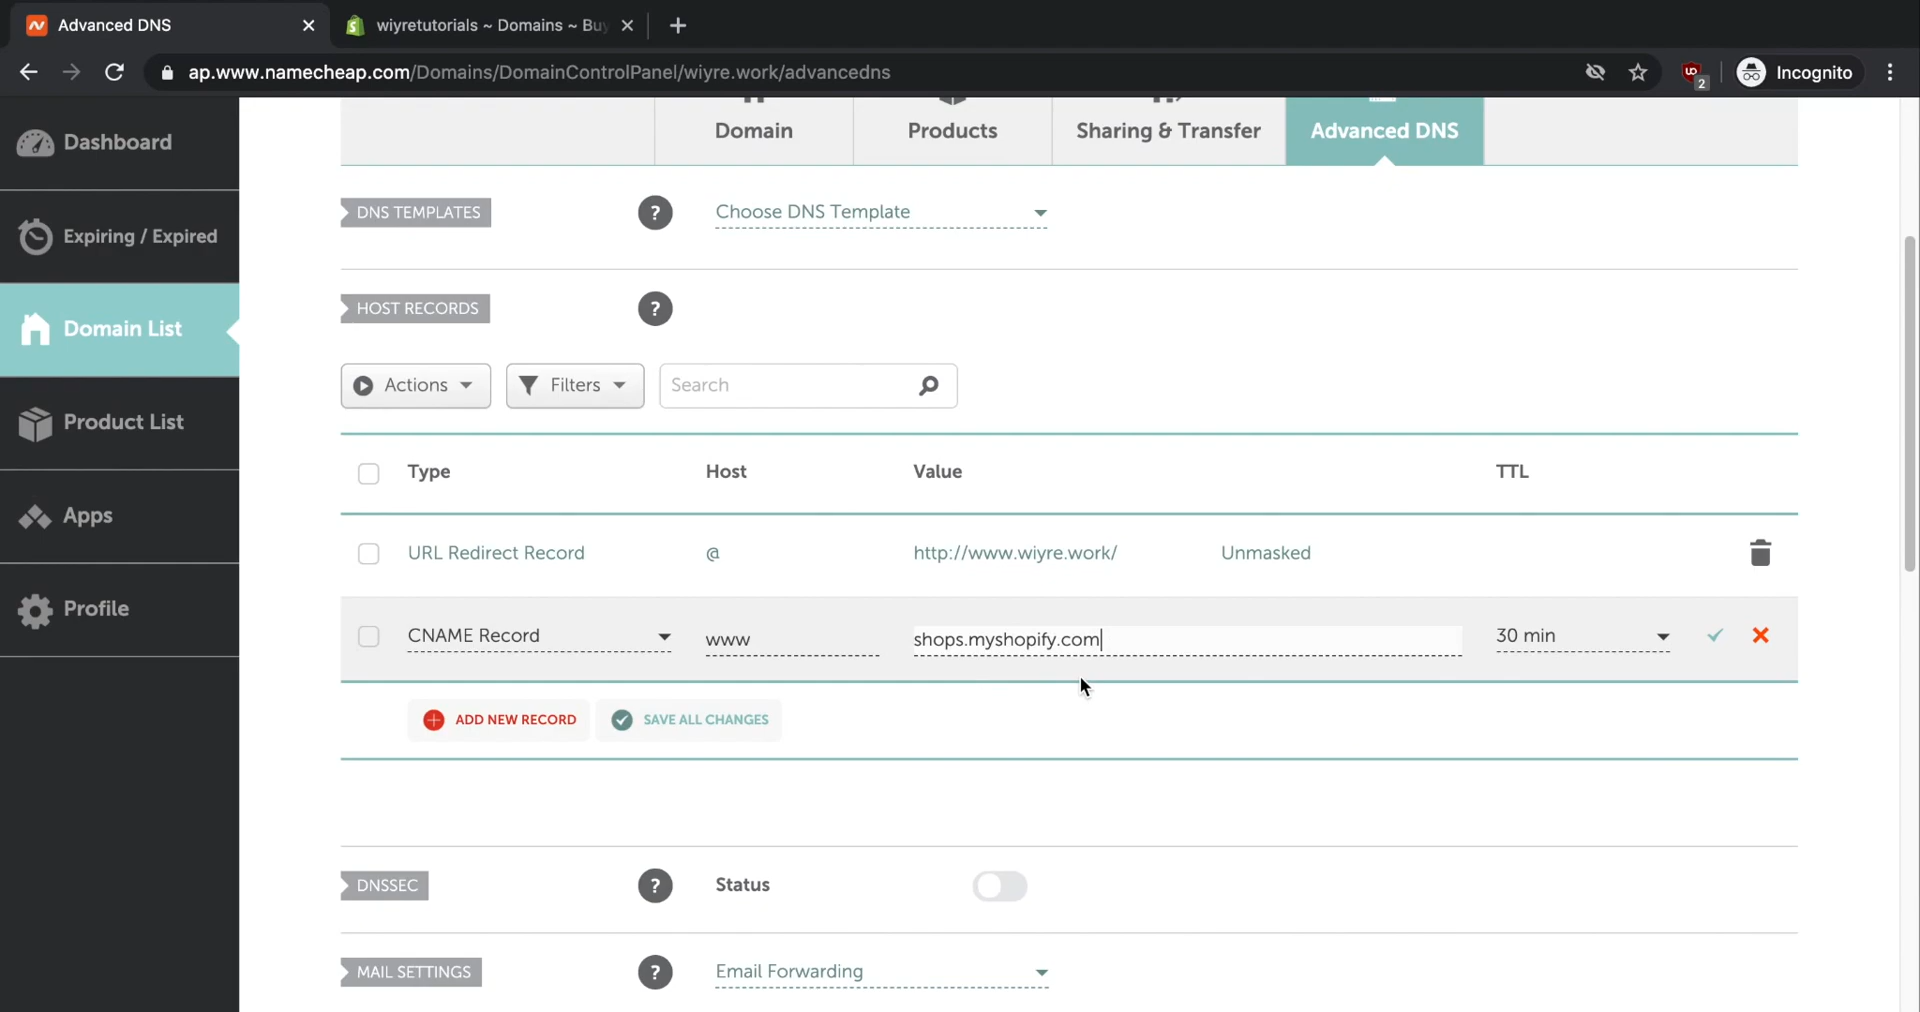 Advanced DNS
wiyretutorials ~ Domains ~ Bu
ap.www.namecheap.com/Domains/DomainControlPanel/wiyre.work/advancedns
2
Incognito
Dashboard
Expiring / Expired
Domain List
Product List
Apps
Profile
Domain
Products
Sharing & Transfer
Advanced DNS
DNS TEMPLATES
?
Choose DNS Template
HOST RECORDS
?
Actions
Filters
Search
Type
Host
Value
TTL
URL Redirect Record
@
http://www.wiyre.work/
Unmasked
CNAME Record
www
shops.myshopify.com
30 min
ADD NEW RECORD
SAVE ALL CHANGES
DNSSEC
?
Status
MAIL SETTINGS
?
Email Forwarding